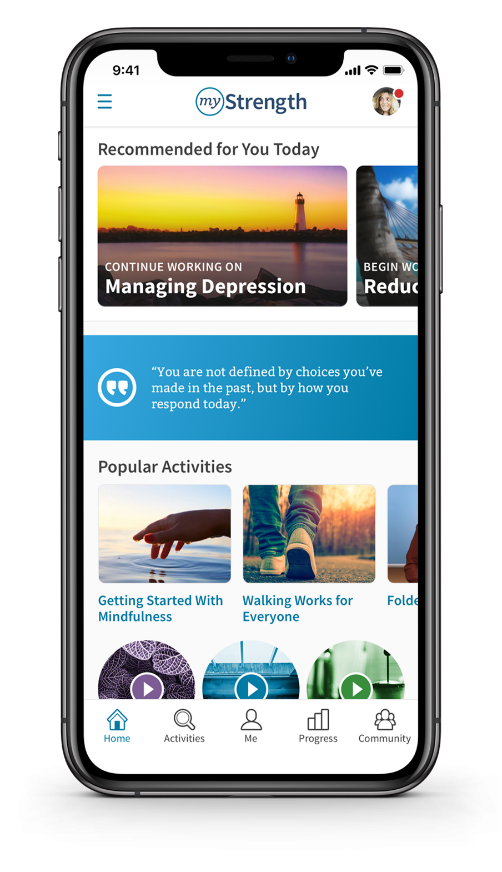 9:41
myStrength
Recommended for You Today
CONTINUE WORKING ON
Managing Depression
BEGIN WO
Reduc
“You are not defined by choices you’ve
made in the past, but by how you
respond today.”
Popular Activities
Getting Started With
Mindfulness
Walking Works for
Everyone
Folde
Home
Activities
Me
Progress
Community